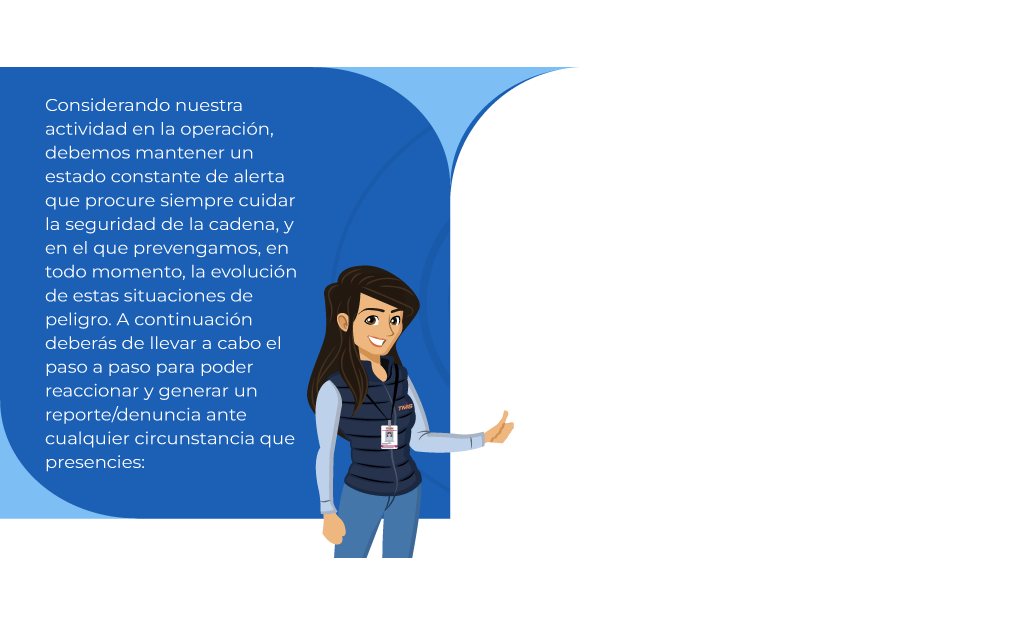 Considerando nuestra
actividad en la operación,
debemos mantener un
estado constante de alerta
que procure siempre cuidar
la seguridad de la cadena, y
en el que prevengamos, en
todo momento, la evolución
de estas situaciones de
peligro. A continuación
deberás de llevar a cabo el
paso a paso para poder
reaccionar y generar un
reporte/denuncia ante
cualquier circunstancia que
presencies: